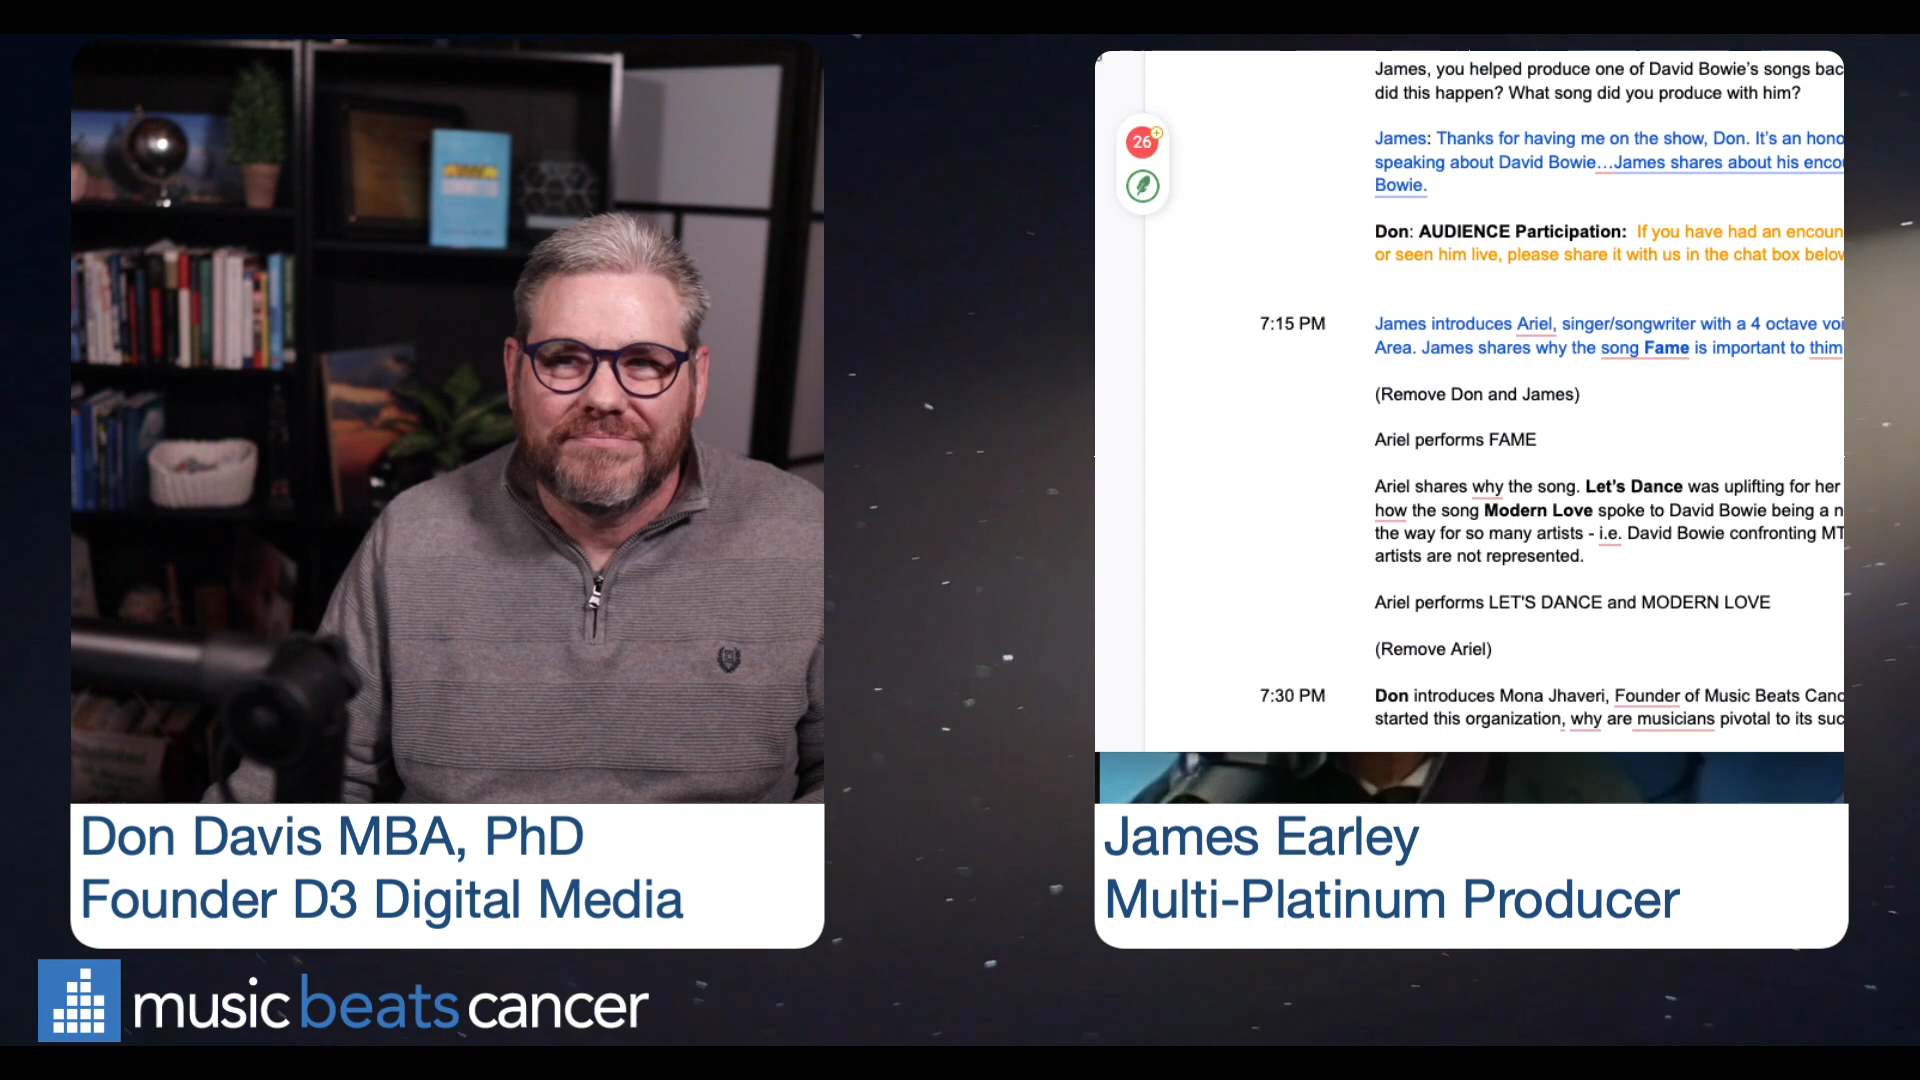 James, you helped produce one of David Bowie's songs bac
did this happen? What song did you produce with him?
26
James: Thanks for having me on the show, Don. It's an hono
speaking about David Bowie...James shares about his enco
Bowie.
Don: AUDIENCE Participation: If you have had an encoun
or seen him live, please share it with us in the chat box below
7:15 PM James introduces Ariel, singer/songwriter with a 4 octave voi
Area. James shares why the song Fame is important to thim
(Remove Don and James)
Ariel performs FAME
Ariel shares why the song. Let's Dance was uplifting for her
how the song Modern Love spoke to David Bowie being a n
the way for so many artists - i.e. David Bowie confronting MT
artists are not represented.
Ariel performs LET'S DANCE and MODERN LOVE
(Remove Ariel)
7:30 PM Don introduces Mona Jhaveri, Founder of Music Beats Canc
started this organization, why are musicians pivotal to its suc
Don Davis MBA, PhD
Founder D3 Digital Media
James Earley
Multi-Platinum Producer
music beats cancer